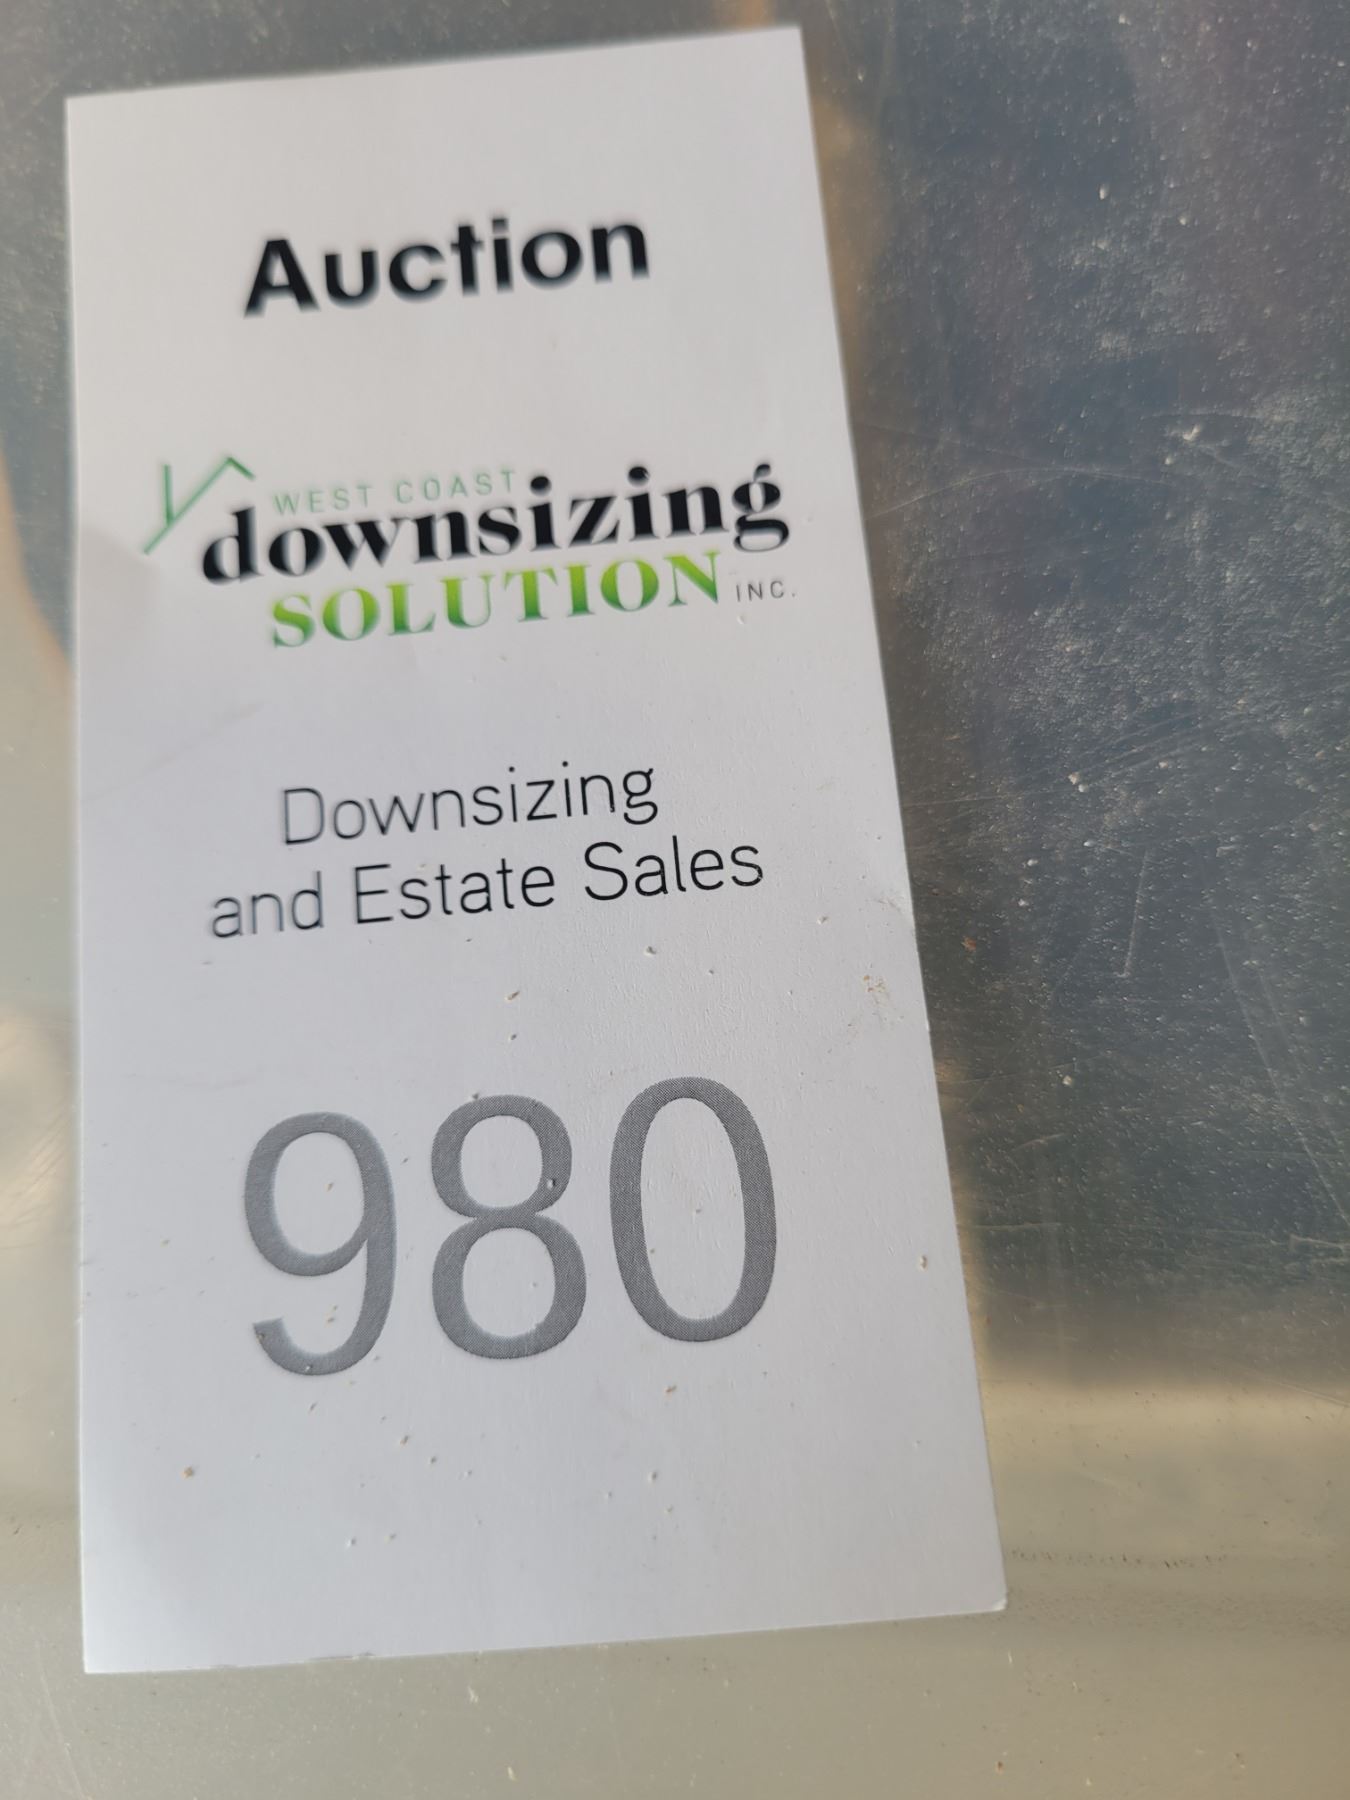 Auction
WEST COAST
downsizing
SOLUTION INC.
Downsizing
and Estate Sales
980